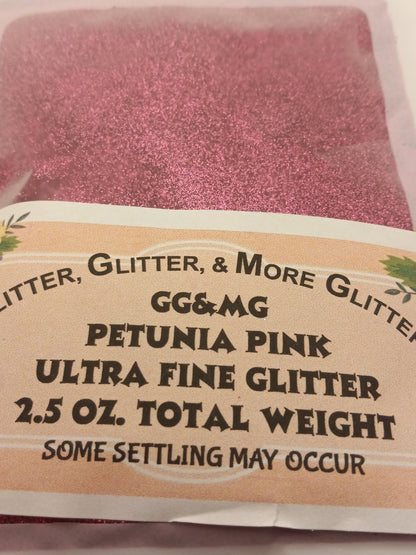 LITTER, GLITTER, & MORE GLITTER
GG&MG
PETUNIA PINK
ULTRA FINE GLITTER
2.5 OZ. TOTAL WEIGHT
SOME SETTLING MAY OCCUR